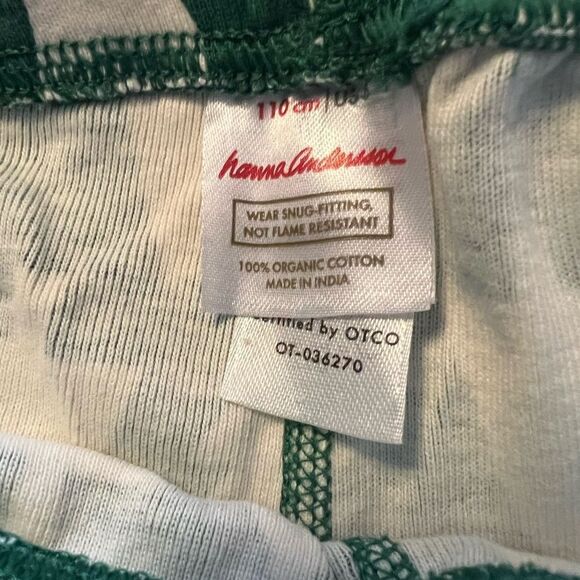 110 cm | US
hanna Andersson
WEAR SNUG-FITTING,
NOT FLAME RESISTANT
100% ORGANIC COTTON
MADE IN INDIA
Certified by OTCO
OT-036270